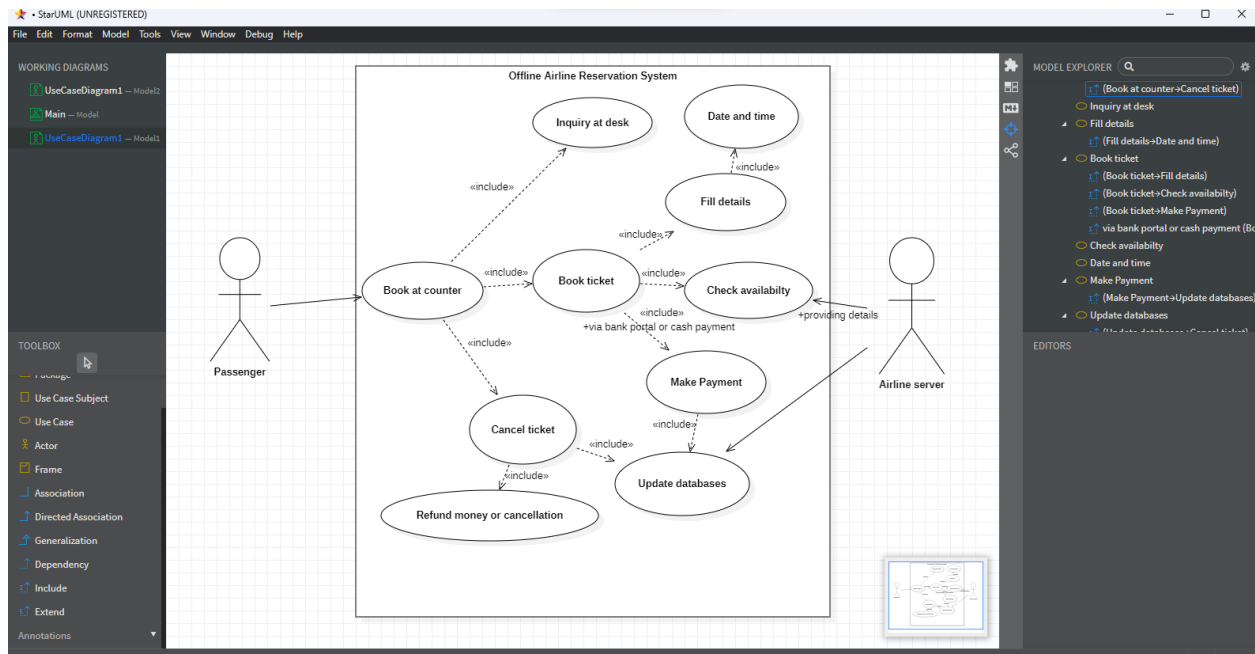 • StarUML (UNREGISTERED)
File Edit Format Model Tools View Window Debug Help
WORKING DIAGRAMS
UseCaseDiagram1 — Model2
Main — Model
UseCaseDiagram1 — Model1
TOOLBOX
Package
Use Case Subject
Use Case
Actor
Frame
Association
Directed Association
Generalization
Dependency
Include
Extend
Annotations
Offline Airline Reservation System
Inquiry at desk
Date and time
«include»
«include»
Fill details
«include»
Book at counter
«include»
Book ticket
«include»
Check availabilty
«include»
+via bank portal or cash payment
+providing details
«include»
Passenger
Airline server
Make Payment
«include»
Cancel ticket
«include»
Update databases
«include»
Refund money or cancellation
MODEL EXPLORER
(Book at counter→Cancel ticket)
Inquiry at desk
Fill details
(Fill details→Date and time)
Book ticket
(Book ticket→Fill details)
(Book ticket→Check availabilty)
(Book ticket→Make Payment)
via bank portal or cash payment (Bo
Check availabilty
Date and time
Make Payment
(Make Payment→Update databases)
Update databases
(Update databases→Cancel ticket)
EDITORS